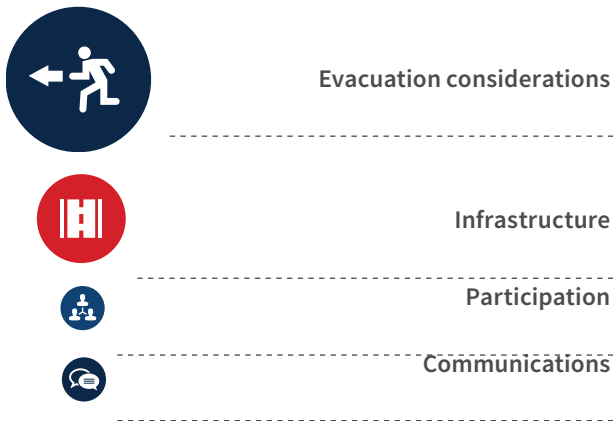 Evacuation considerations
Infrastructure
Participation
Communications